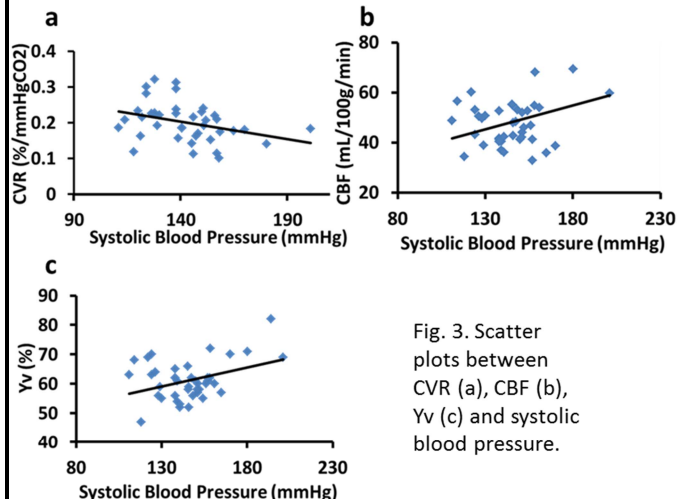 a
CVR (%/mmHgCO2)
0.4
0.3
0.2
0.1
0
90
140
190
Systolic Blood Pressure (mmHg)
b
CBF (mL/100g/min)
80
60
40
20
80
130
180
230
Systolic Blood Pressure (mmHg)
c
Yv (%)
90
80
70
60
50
40
80
130
180
230
Systolic Blood Pressure (mmHg)
Fig. 3. Scatter
plots between
CVR (a), CBF (b),
Yv (c) and systolic
blood pressure.